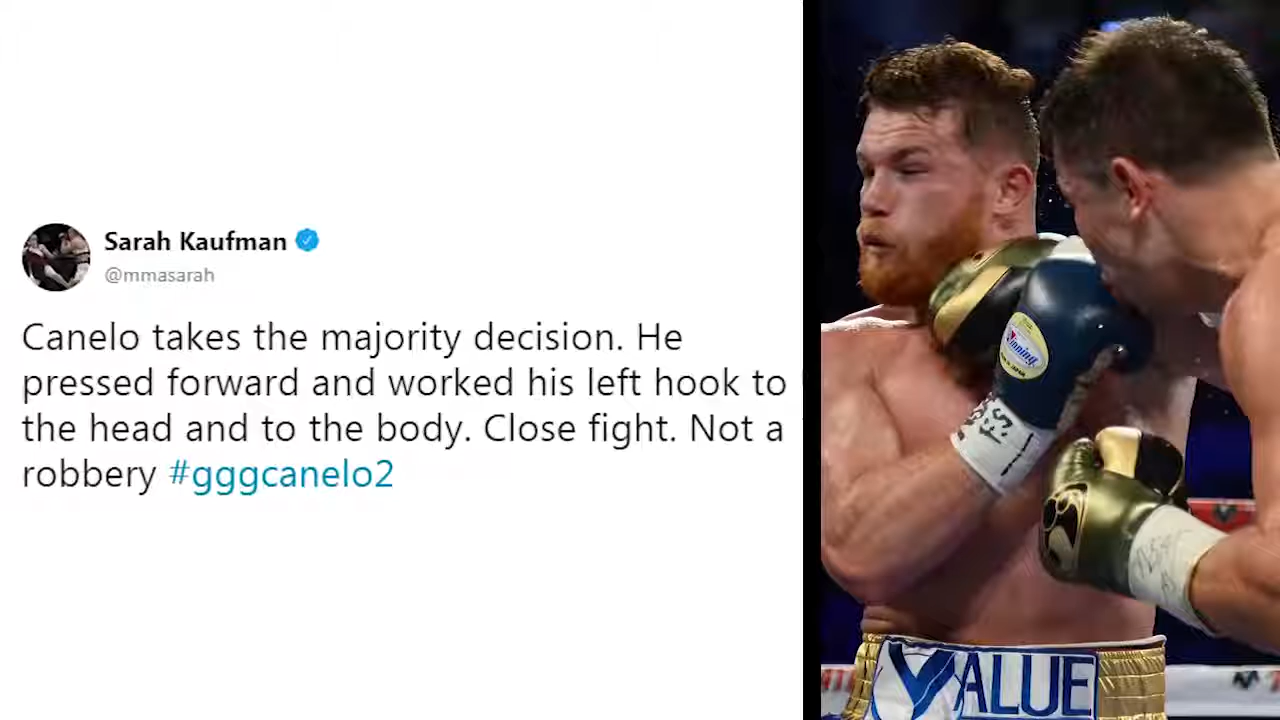 Sarah Kaufman
@mmasarah
Canelo takes the majority decision. He
pressed forward and worked his left hook to
the head and to the body. Close fight. Not a
robbery #gggcanelo2
Winning
VALUE